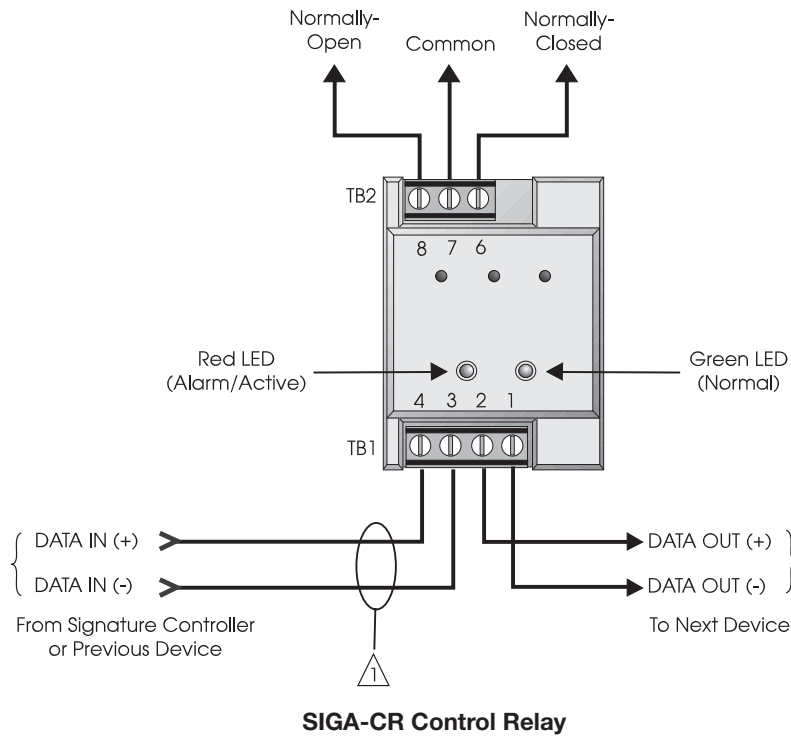 Normally-
Open
Common
Normally-
Closed
TB2
8 7 6
Red LED
(Alarm/Active)
Green LED
(Normal)
4 3 2 1
TB1
DATA IN (+)
DATA OUT (+)
DATA IN (-)
DATA OUT (-)
From Signature Controller
or Previous Device
To Next Device
1
SIGA-CR Control Relay